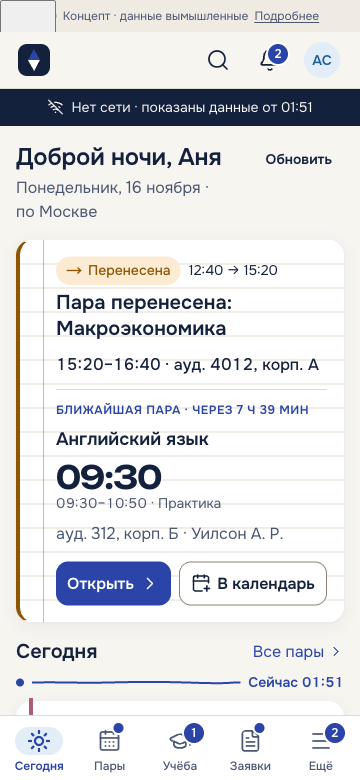 Концепт · данные вымышленные Подробнее
2
АС
Нет сети · показаны данные от 01:51
Доброй ночи, Аня
Обновить
Понедельник, 16 ноября ·
по Москве
Перенесена 12:40 → 15:20
Пара перенесена:
Макроэкономика
15:20–16:40 · ауд. 4012, корп. А
БЛИЖАЙШАЯ ПАРА · ЧЕРЕЗ 7 Ч 39 МИН
Английский язык
09:30
09:30–10:50 · Практика
ауд. 312, корп. Б · Уилсон А. Р.
Открыть
В календарь
Сегодня
Все пары
Сейчас 01:51
1
2
Сегодня
Пары
Учёба
Заявки
Ещё